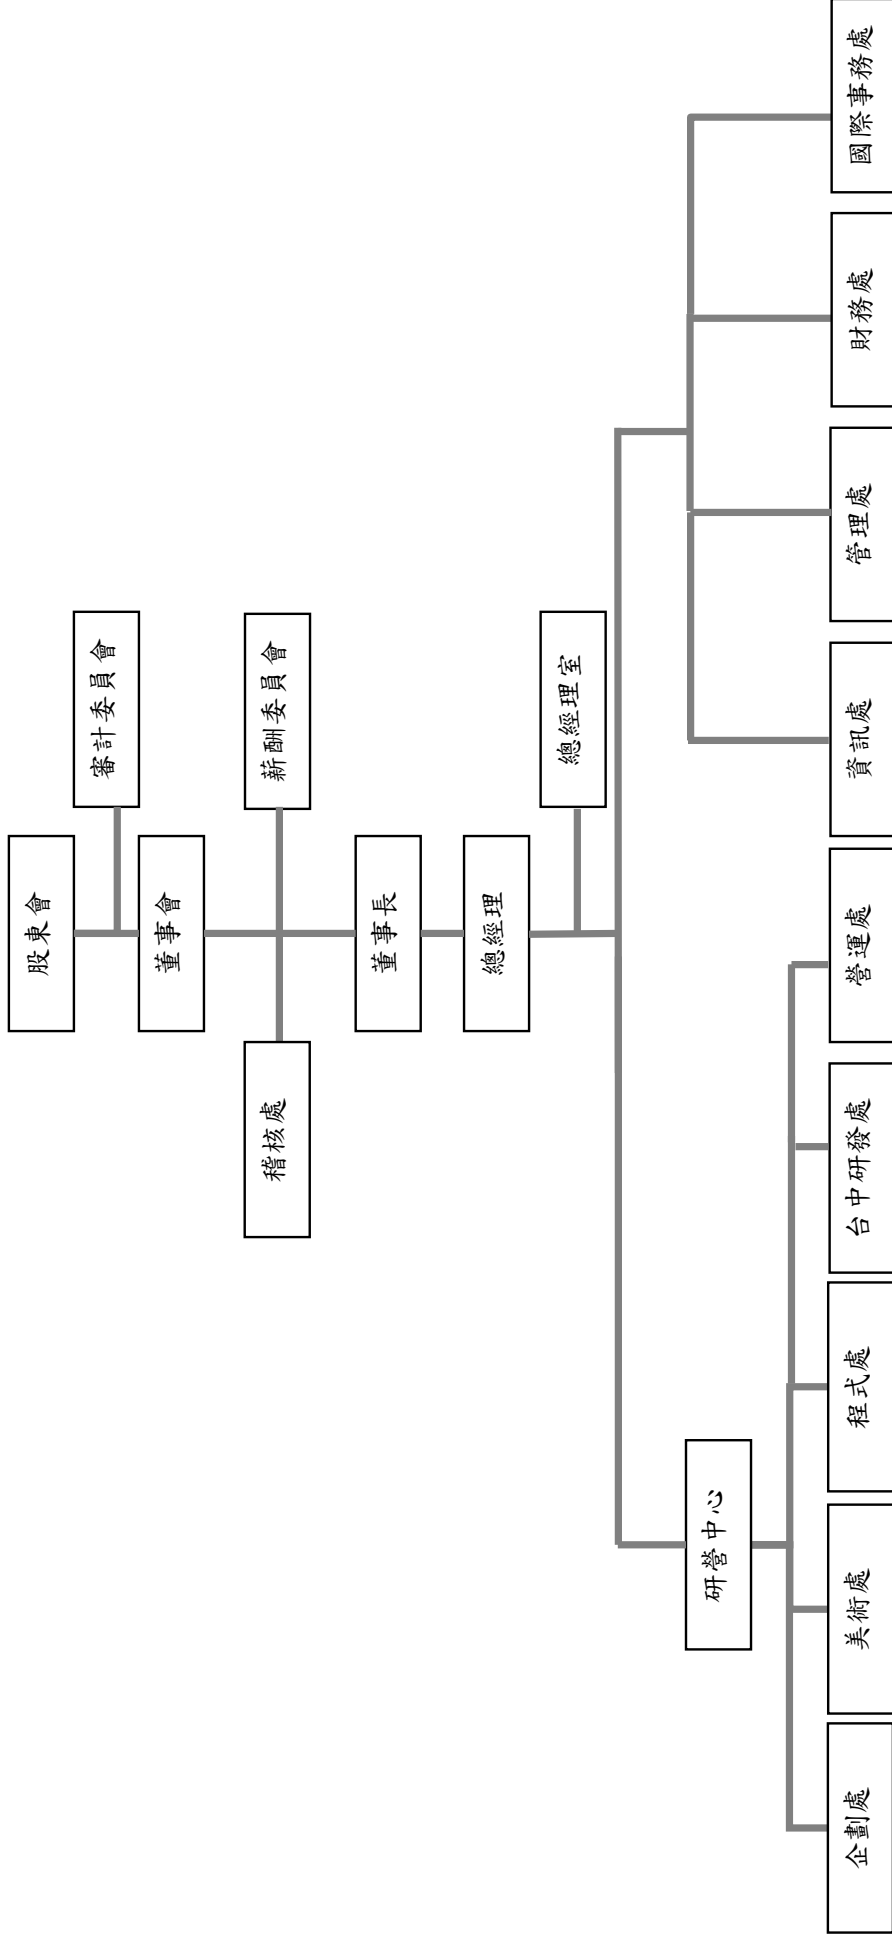 股東會
審計委員會
董事會
稽核處
薪酬委員會
董事長
總經理
總經理室
研營中心
企劃處
美術處
程式處
台中研發處
營運處
資訊處
管理處
財務處
國際事務處